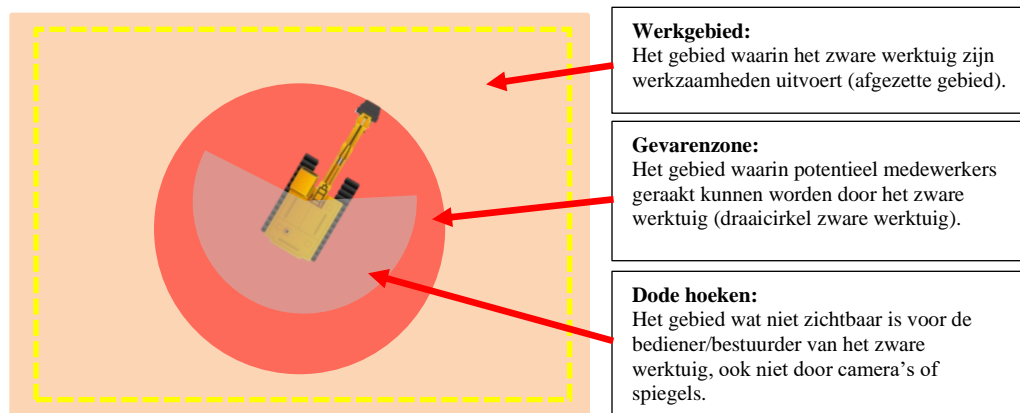 Werkgebied:
Het gebied waarin het zware werktuig zijn
werkzaamheden uitvoert (afgezette gebied).
Gevarenzone:
Het gebied waarin potentieel medewerkers
geraakt kunnen worden door het zware
werktuig (draaicirkel zware werktuig).
Dode hoeken:
Het gebied wat niet zichtbaar is voor de
bediener/bestuurder van het zware
werktuig, ook niet door camera’s of
spiegels.